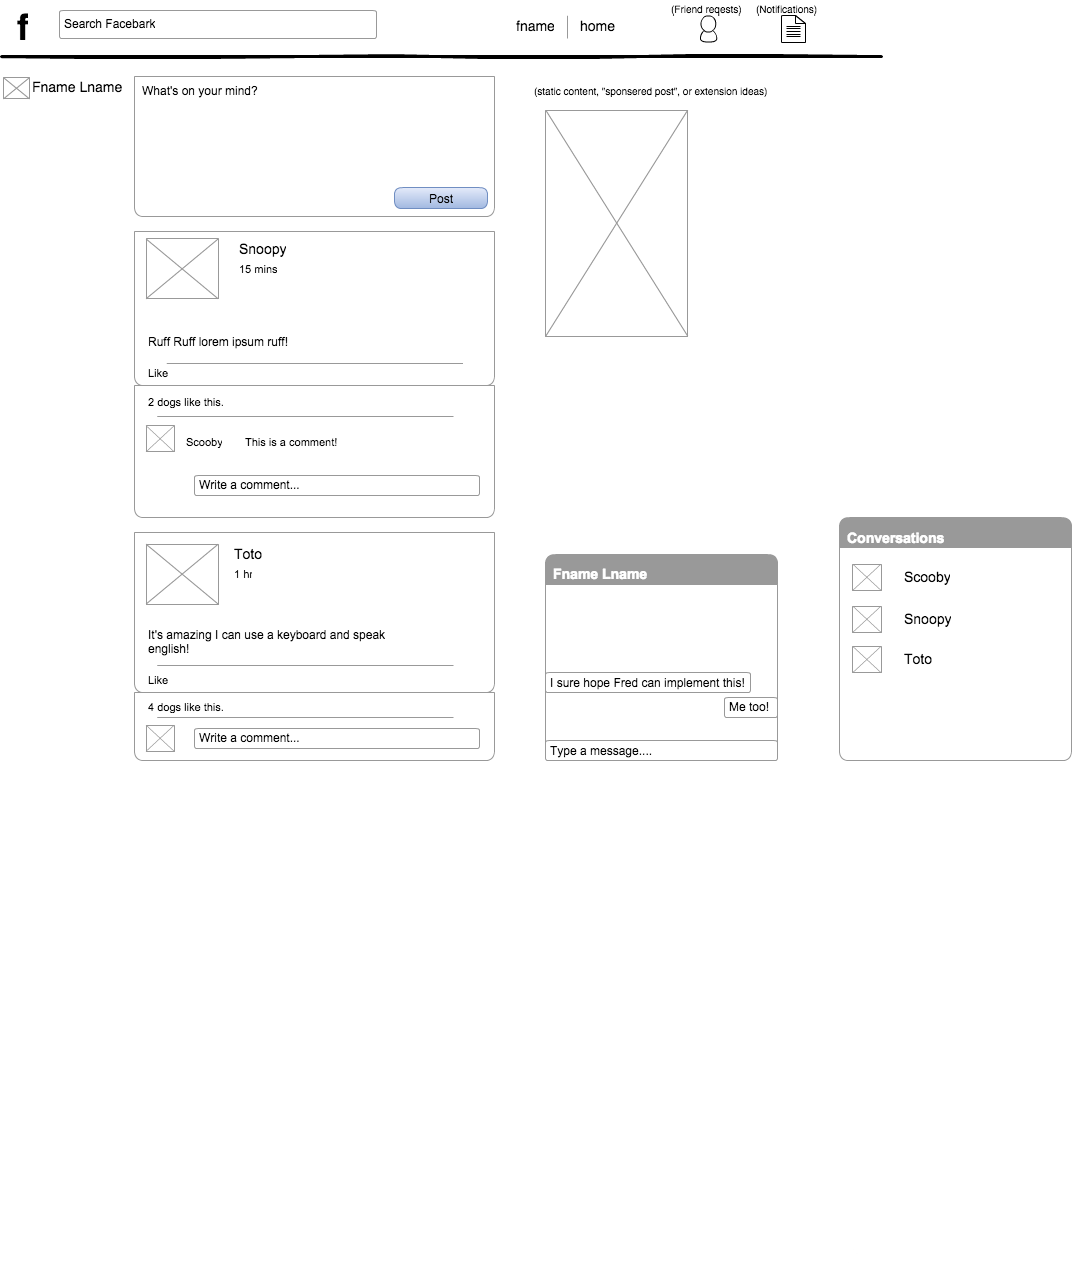 f
Search Facebark
fname
home
(Friend reqests)
(Notifications)
Fname Lname
What's on your mind?
Post
(static content, "sponsered post", or extension ideas)
Snoopy
15 mins
Ruff Ruff lorem ipsum ruff!
Like
2 dogs like this.
Scooby This is a comment!
Write a comment...
Toto
1 hr
It's amazing I can use a keyboard and speak
english!
Like
4 dogs like this.
Write a comment...
Fname Lname
I sure hope Fred can implement this!
Me too!
Type a message....
Conversations
Scooby
Snoopy
Toto